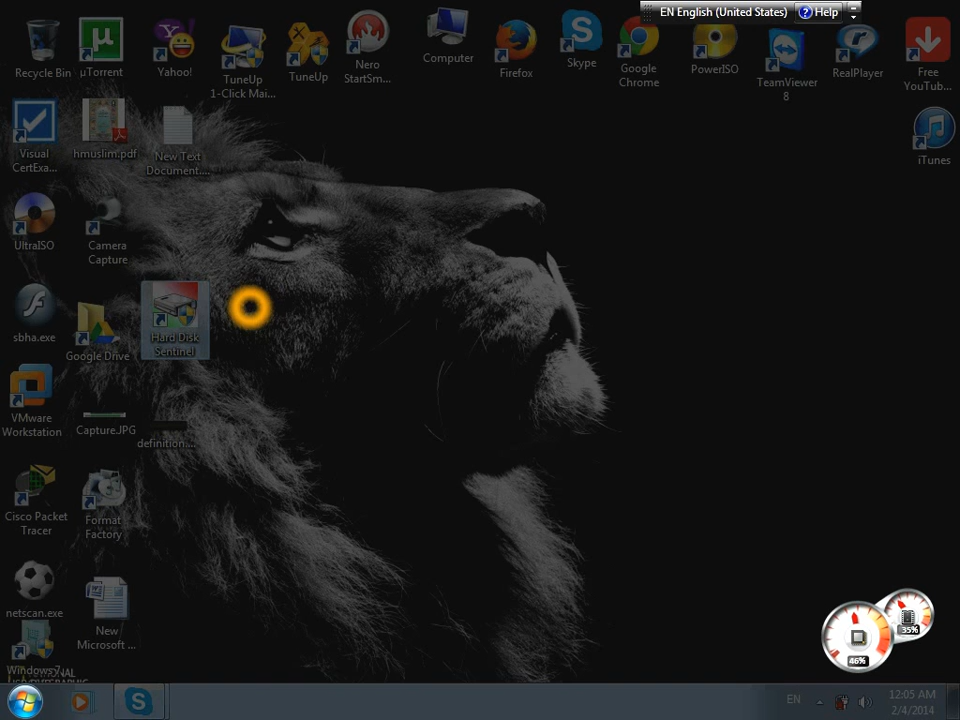 EN English (United States) Help
Recycle Bin
µTorrent
Yahoo!
TuneUp
1-Click Mai...
TuneUp
Nero
StartSm...
Computer
Firefox
Skype
Google
Chrome
PowerISO
TeamViewer
8
RealPlayer
Free
YouTub...
Visual
CertExa...
hmuslim.pdf
New Text
Document....
iTunes
UltraISO
Camera
Capture
sbha.exe
Google Drive
Hard Disk
Sentinel
VMware
Workstation
Capture.JPG
definition....
Cisco Packet
Tracer
Format
Factory
netscan.exe
New
Microsoft ...
Windows7
35%
46%
EN
12:05 AM
2/4/2014